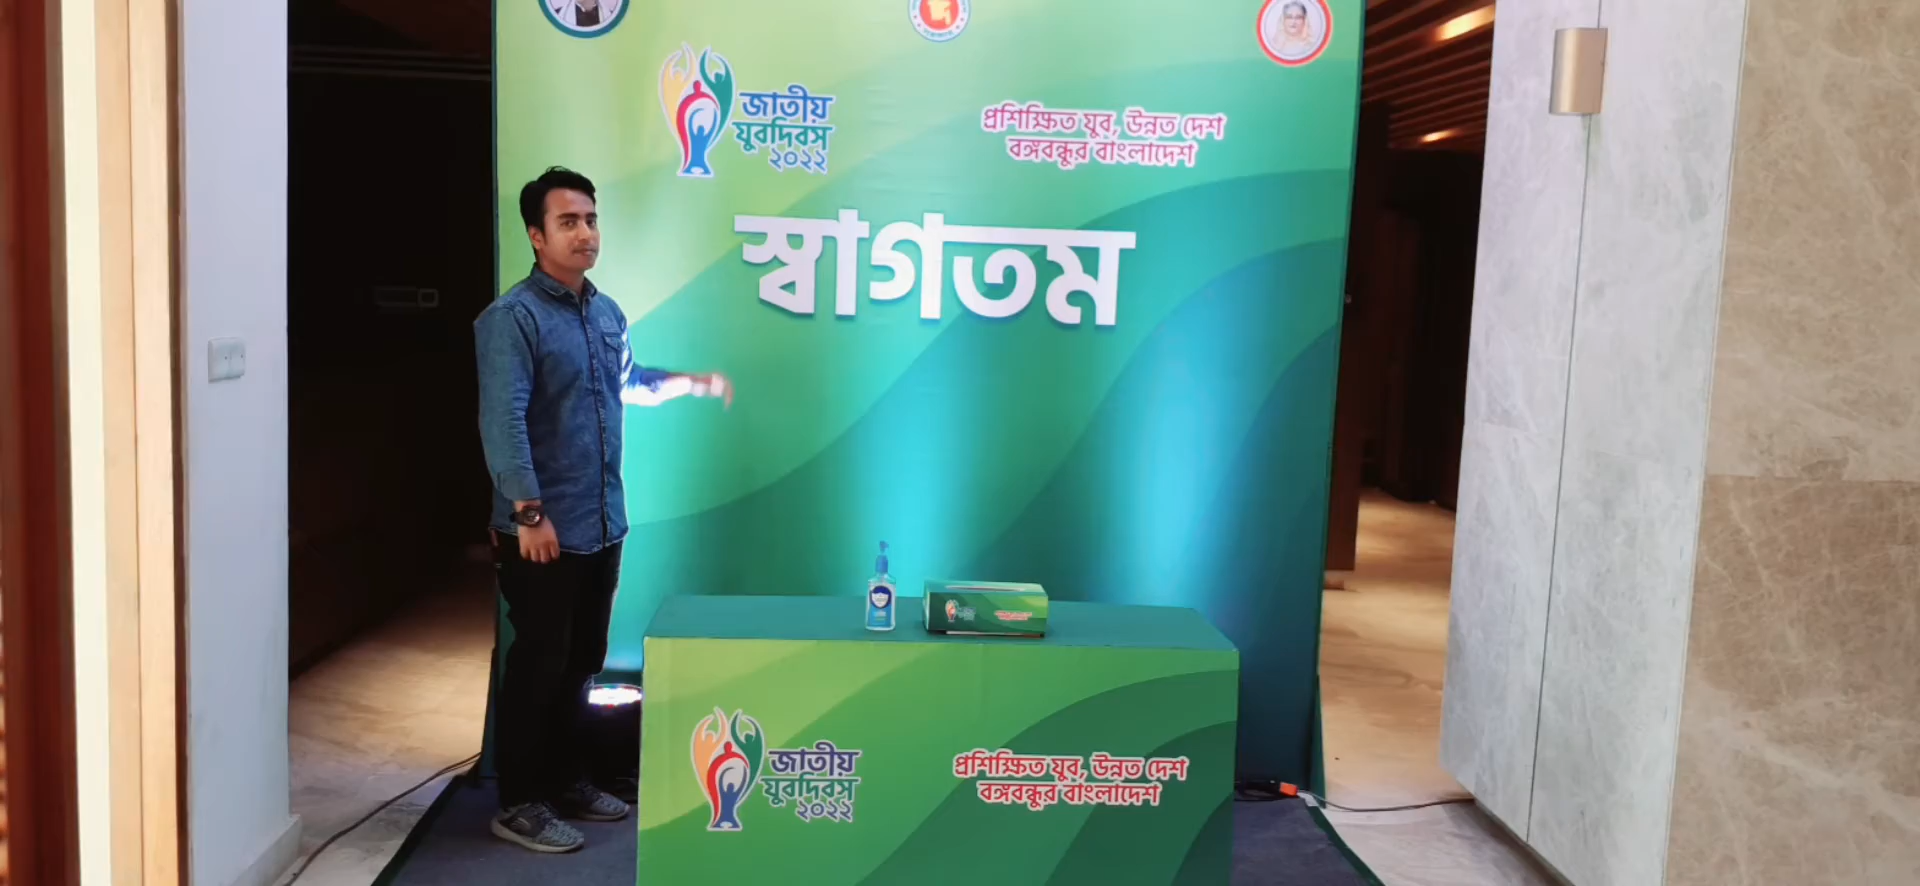 জাতীয়
যুবদিবস
২০২২
প্রশিক্ষিত যুব, উন্নত দেশ
বঙ্গবন্ধুর বাংলাদেশ
স্বাগতম
জাতীয়
যুবদিবস
২০২২
প্রশিক্ষিত যুব, উন্নত দেশ
বঙ্গবন্ধুর বাংলাদেশ